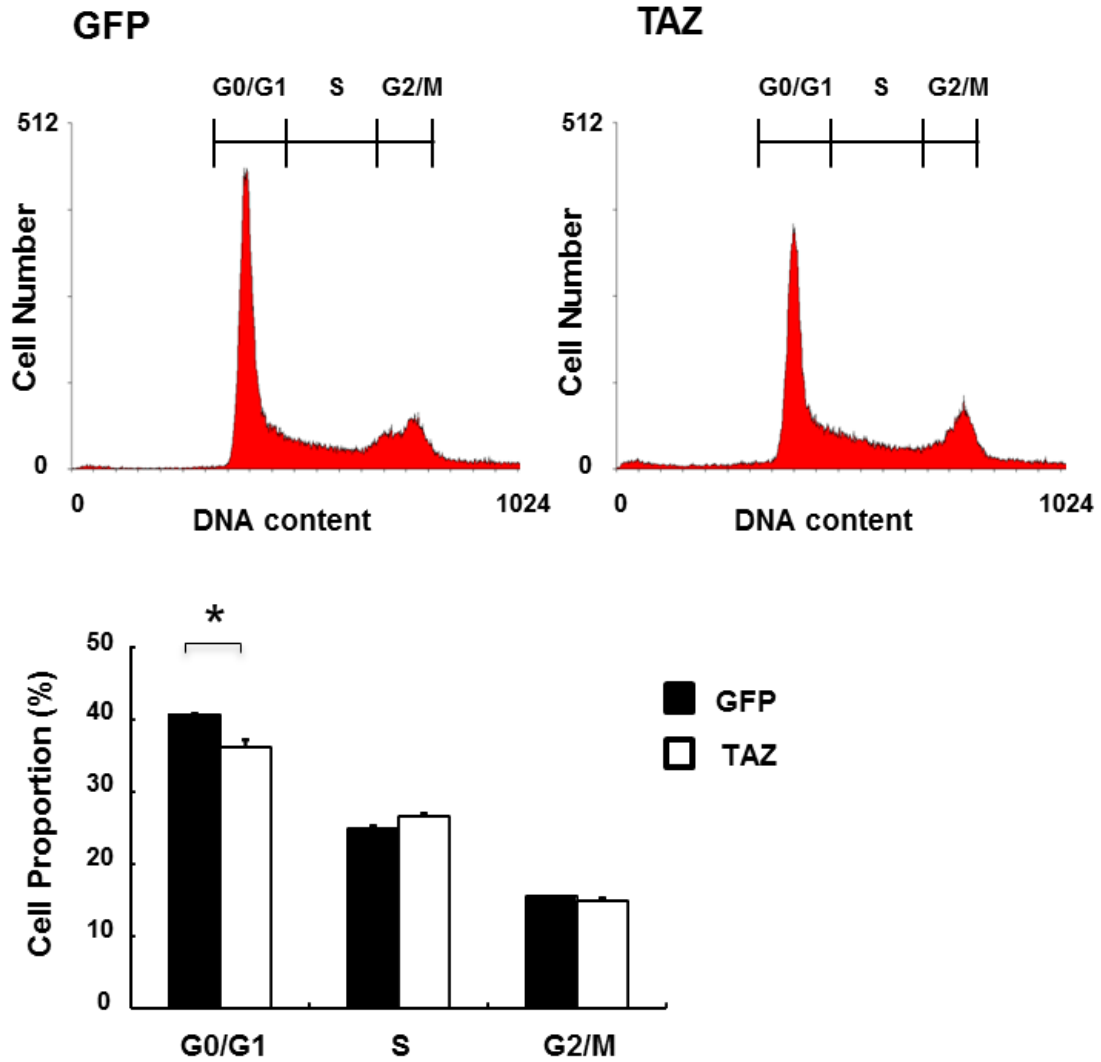 GFP
TAZ
G0/G1 S G2/M
G0/G1 S G2/M
512
Cell Number
0
0
1024
DNA content
512
Cell Number
0
0
1024
DNA content
*
50
40
30
20
10
0
Cell Proportion (%)
G0/G1
S
G2/M
GFP
TAZ